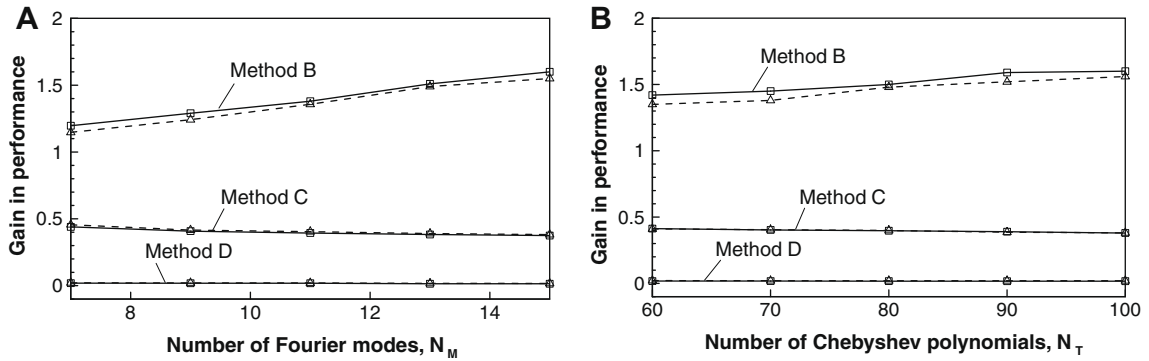 A
Gain in performance
2
1.5
1
0.5
0
Method B
Method C
Method D
8 10 12 14
Number of Fourier modes, N_M
B
Gain in performance
2
1.5
1
0.5
0
Method B
Method C
Method D
60 70 80 90 100
Number of Chebyshev polynomials, N_T